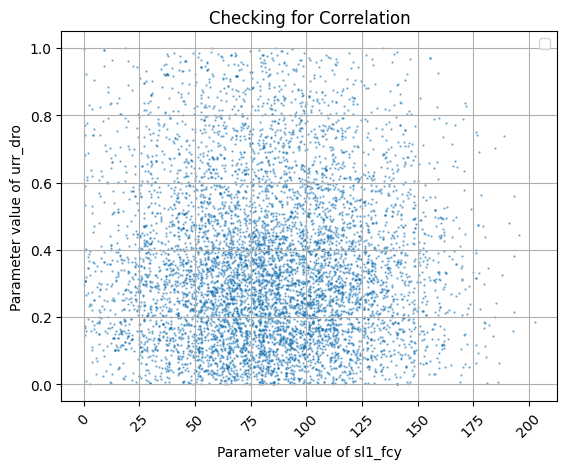 Checking for Correlation
Parameter value of urr_dro
1.0
0.8
0.6
0.4
0.2
0.0
0 25 50 75 100 125 150 175 200
Parameter value of sl1_fcy